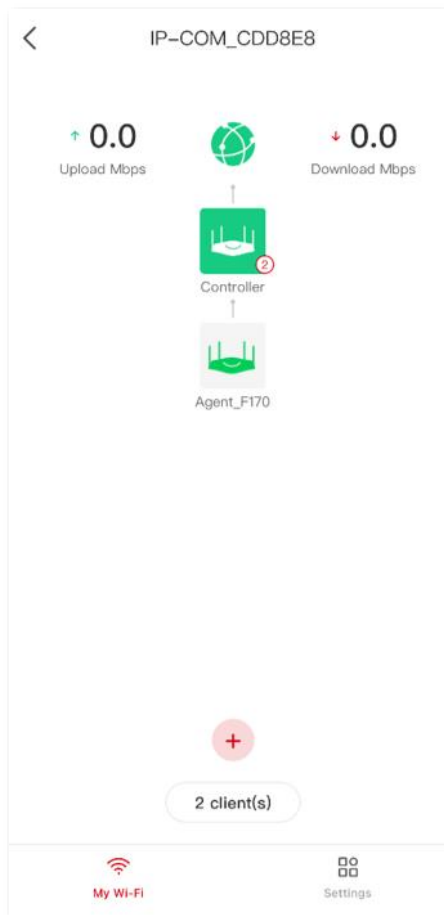 IP-COM_CDD8E8
0.0
Upload Mbps
0.0
Download Mbps
2
Controller
Agent_F170
2 client(s)
My Wi-Fi
Settings